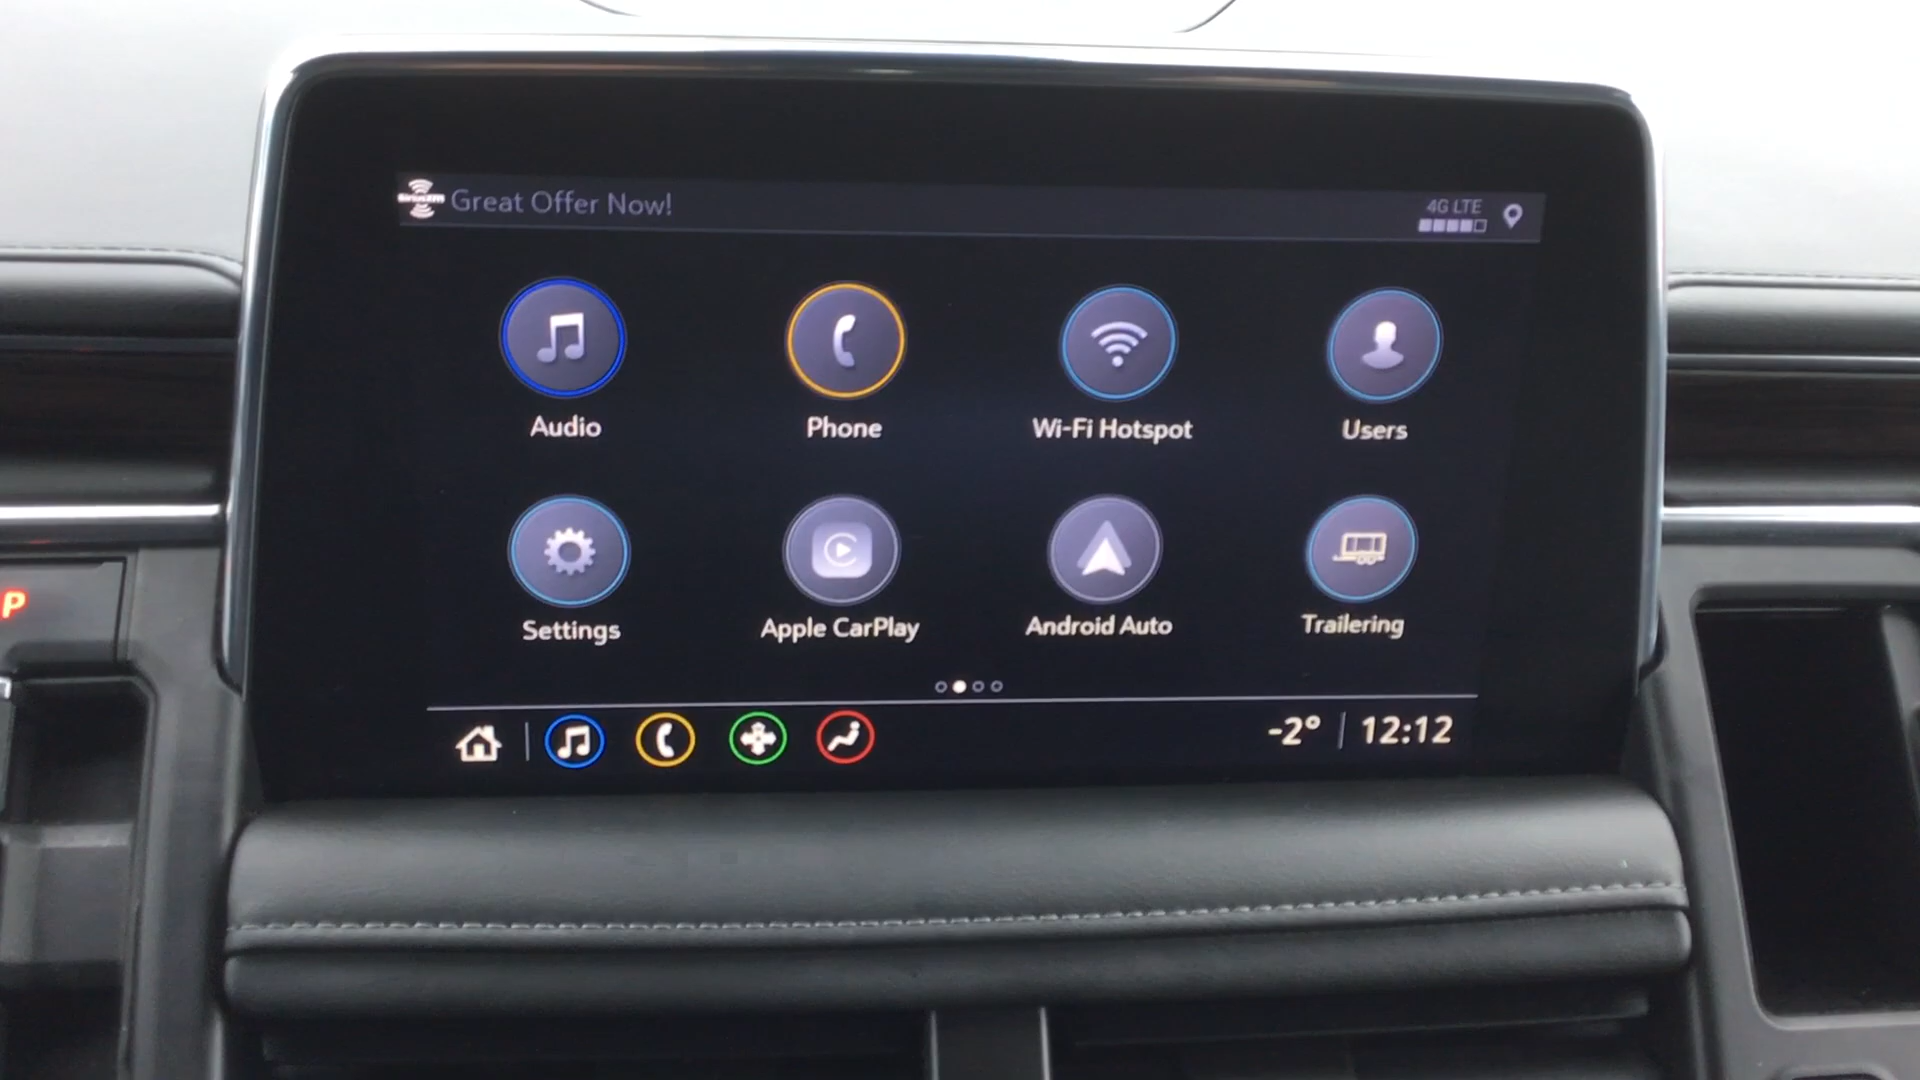 Great Offer Now!
4G LTE
Audio
Phone
Wi-Fi Hotspot
Users
Settings
Apple CarPlay
Android Auto
Trailering
-2° 12:12
P